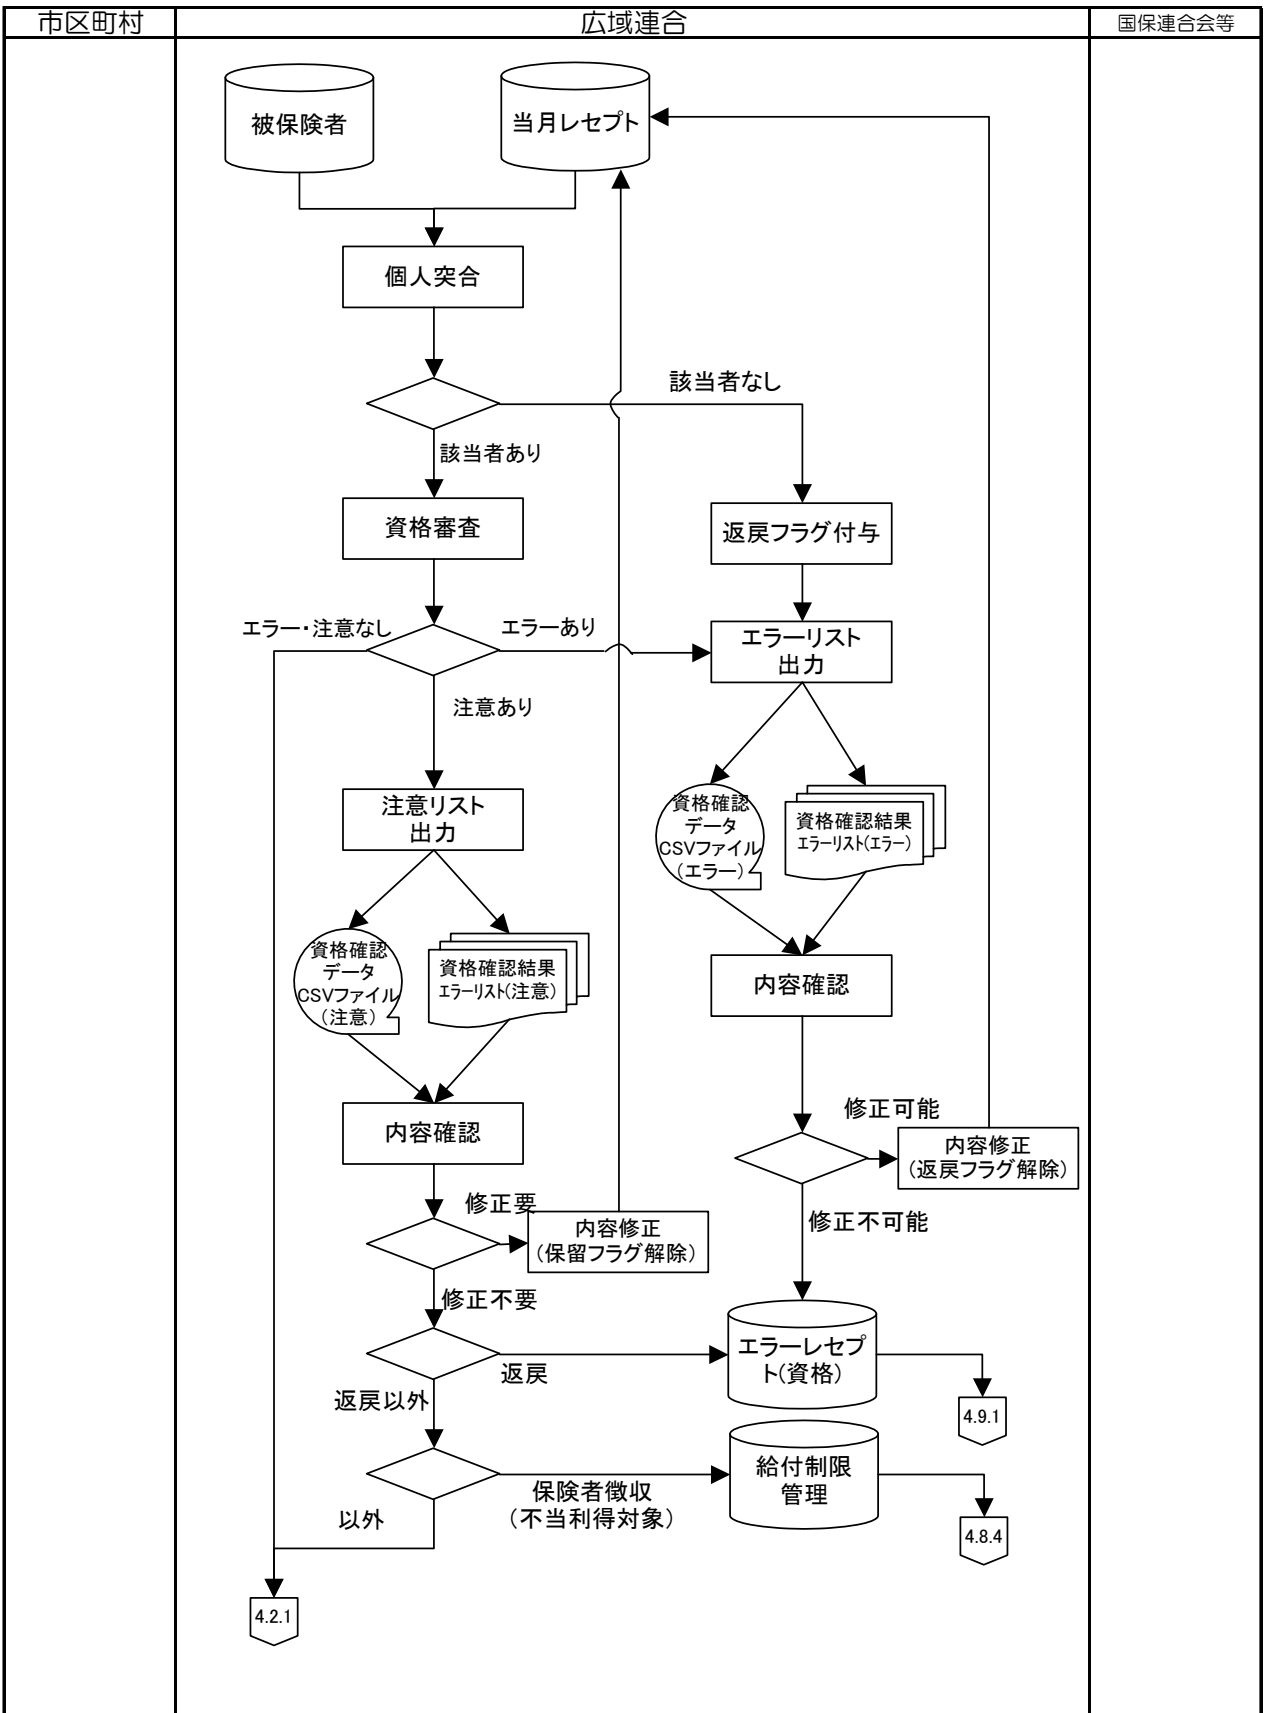 市区町村
広域連合
国保連合会等
被保険者
当月レセプト
個人突合
該当者なし
該当者あり
資格審査
返戻フラグ付与
エラー・注意なし
エラーあり
エラーリスト
出力
注意あり
注意リスト
出力
資格確認
データ
CSVファイル
(エラー)
資格確認結果
エラーリスト(エラー)
資格確認
データ
CSVファイル
(注意)
資格確認結果
エラーリスト(注意)
内容確認
内容確認
修正可能
内容修正
(返戻フラグ解除)
修正要
内容修正
(保留フラグ解除)
修正不可能
修正不要
エラーレセプ
ト(資格)
返戻
返戻以外
4.9.1
給付制限
管理
保険者徴収
(不当利得対象)
以外
4.8.4
4.2.1